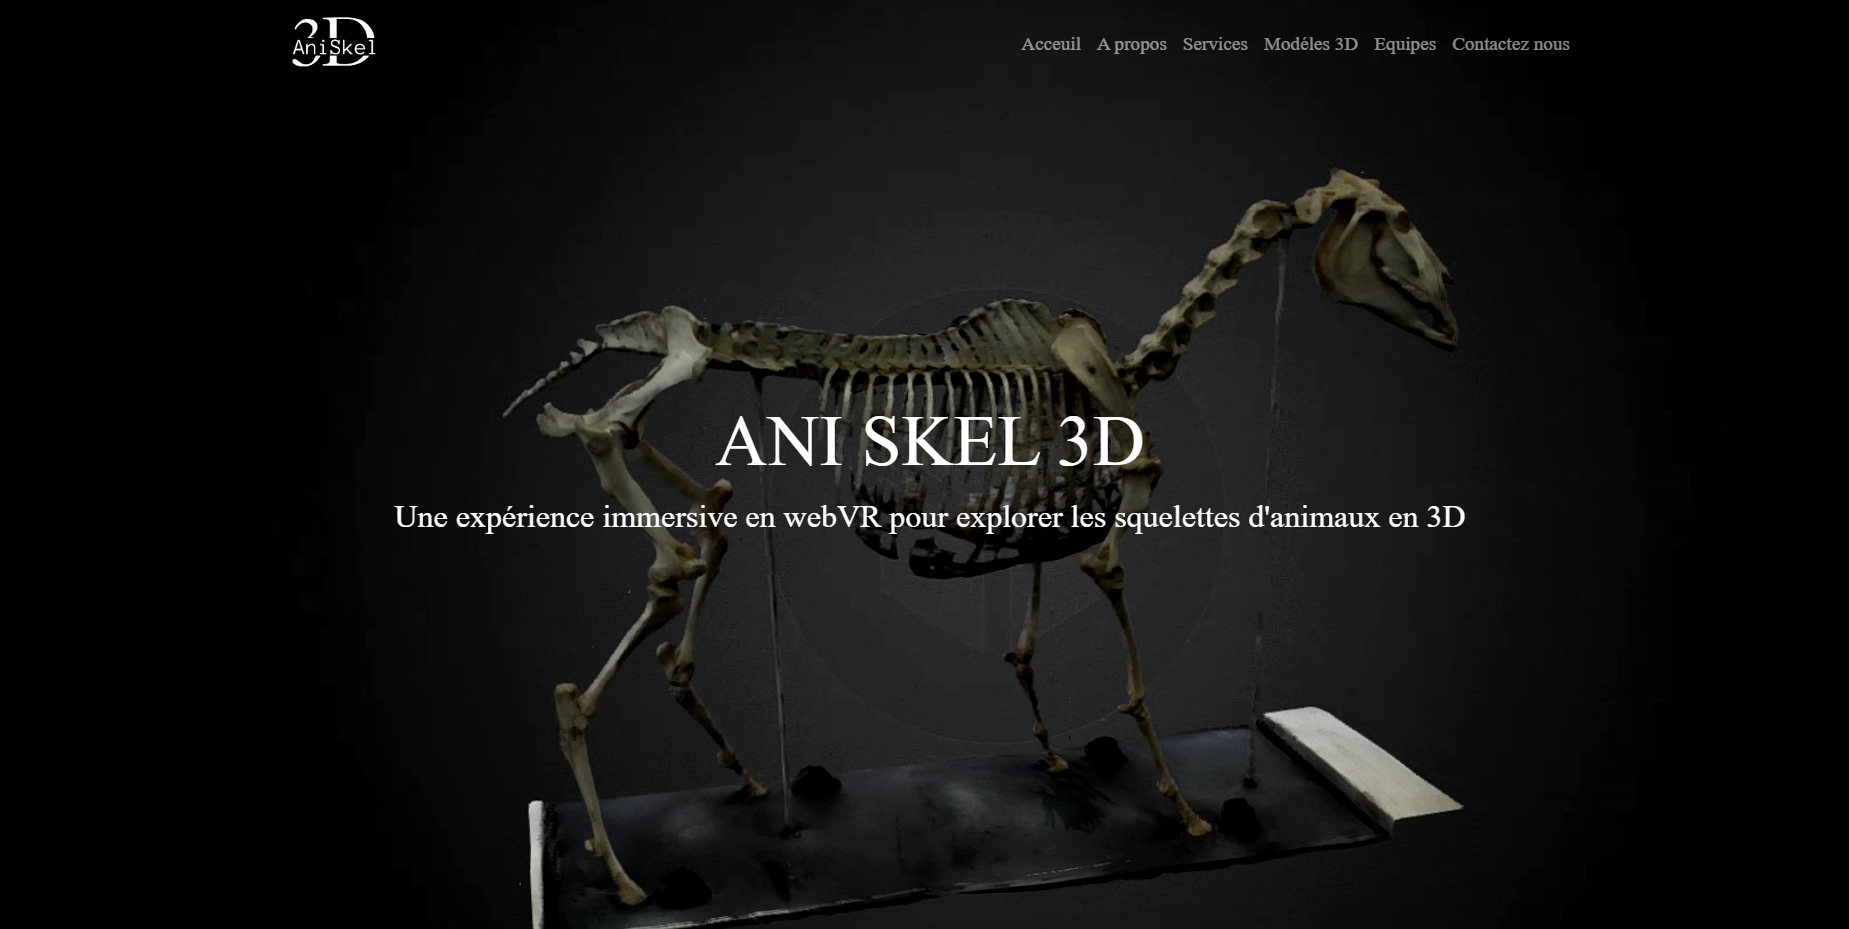 3D
AniSkel
Acceuil A propos Services Modéles 3D Equipes Contactez nous
ANI SKEL 3D
Une expérience immersive en webVR pour explorer les squelettes d'animaux en 3D